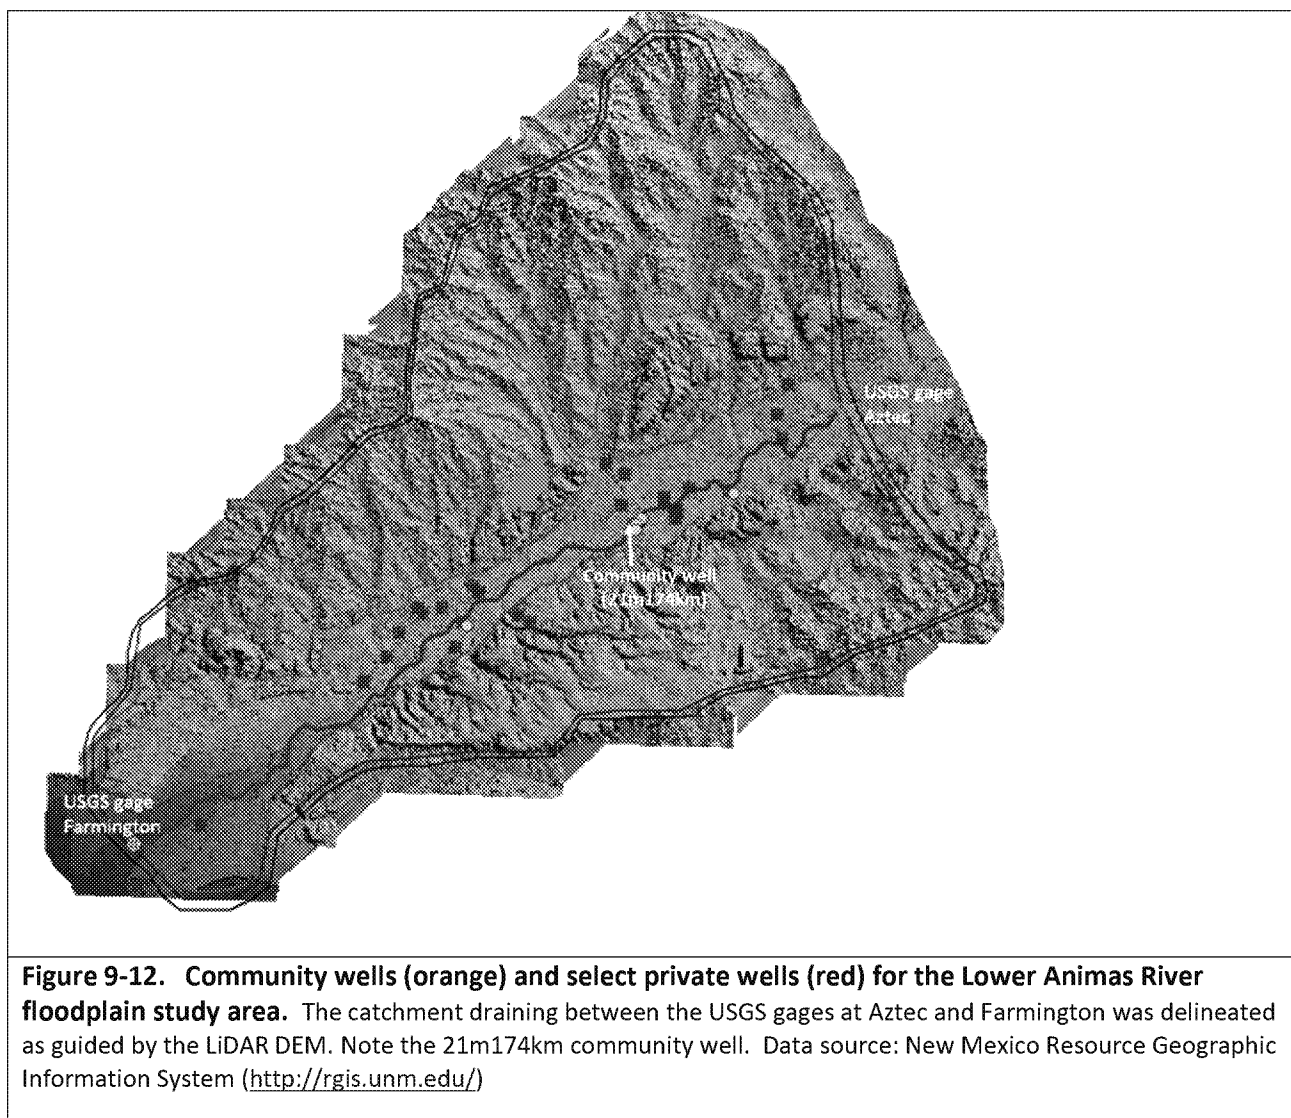 USGS gage
Aztec
Community well
(21m174km)
USGS gage
Farmington
Figure 9-12. Community wells (orange) and select private wells (red) for the Lower Animas River
floodplain study area. The catchment draining between the USGS gages at Aztec and Farmington was delineated
as guided by the LiDAR DEM. Note the 21m174km community well. Data source: New Mexico Resource Geographic
Information System (http://rgis.unm.edu/)